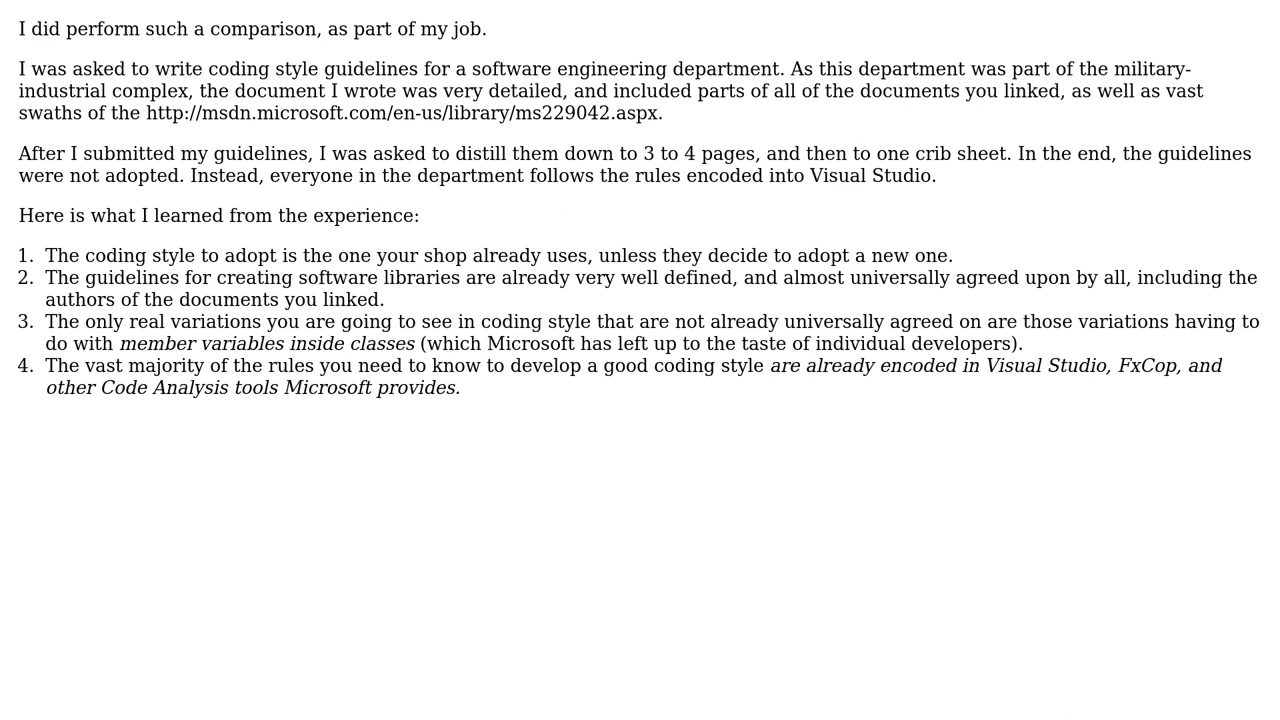 I did perform such a comparison, as part of my job.
I was asked to write coding style guidelines for a software engineering department. As this department was part of the military-
industrial complex, the document I wrote was very detailed, and included parts of all of the documents you linked, as well as vast
swaths of the http://msdn.microsoft.com/en-us/library/ms229042.aspx.
After I submitted my guidelines, I was asked to distill them down to 3 to 4 pages, and then to one crib sheet. In the end, the guidelines
were not adopted. Instead, everyone in the department follows the rules encoded into Visual Studio.
Here is what I learned from the experience:
1. The coding style to adopt is the one your shop already uses, unless they decide to adopt a new one.
2. The guidelines for creating software libraries are already very well defined, and almost universally agreed upon by all, including the
authors of the documents you linked.
3. The only real variations you are going to see in coding style that are not already universally agreed on are those variations having to
do with member variables inside classes (which Microsoft has left up to the taste of individual developers).
4. The vast majority of the rules you need to know to develop a good coding style are already encoded in Visual Studio, FxCop, and
other Code Analysis tools Microsoft provides.